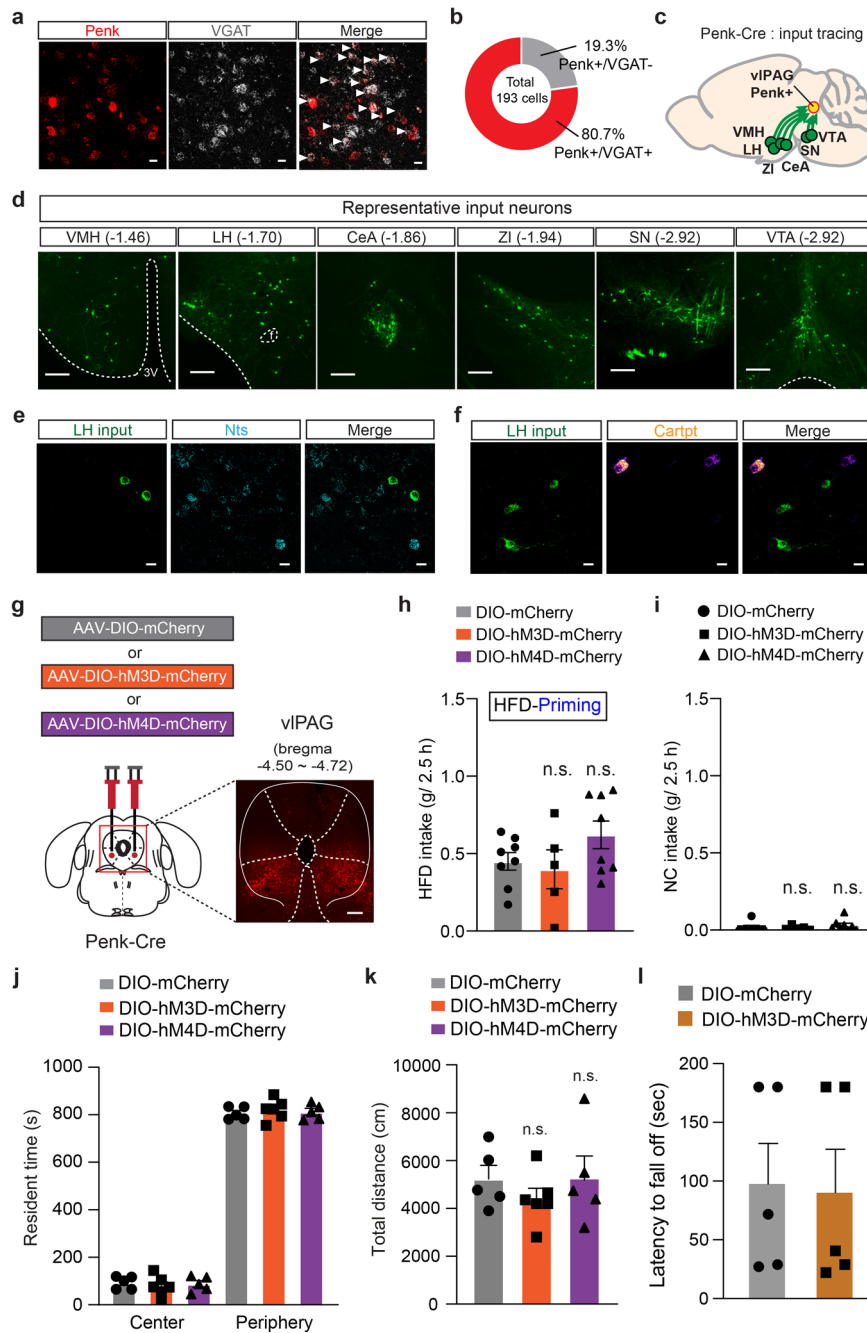 a
Penk
VGAT
Merge
b
19.3%
Penk+/VGAT-
Total
193 cells
80.7%
Penk+/VGAT+
c
Penk-Cre : input tracing
vlPAG
Penk+
VMH
LH
ZI
CeA
SN
VTA
d
Representative input neurons
VMH (-1.46)
LH (-1.70)
CeA (-1.86)
ZI (-1.94)
SN (-2.92)
VTA (-2.92)
3V
f
e
LH input
Nts
Merge
f
LH input
Cartpt
Merge
g
AAV-DIO-mCherry
or
AAV-DIO-hM3D-mCherry
or
AAV-DIO-hM4D-mCherry
vlPAG
(bregma
-4.50 ~ -4.72)
Penk-Cre
h
DIO-mCherry
DIO-hM3D-mCherry
DIO-hM4D-mCherry
HFD-Priming
HFD intake (g/ 2.5 h)
1.5
1.0
0.5
0.0
n.s.
n.s.
i
DIO-mCherry
DIO-hM3D-mCherry
DIO-hM4D-mCherry
NC intake (g/ 2.5 h)
1.5
1.0
0.5
0.0
n.s.
n.s.
j
DIO-mCherry
DIO-hM3D-mCherry
DIO-hM4D-mCherry
Resident time (s)
1000
800
600
400
200
0
Center
Periphery
k
DIO-mCherry
DIO-hM3D-mCherry
DIO-hM4D-mCherry
Total distance (cm)
10000
8000
6000
4000
2000
0
n.s.
n.s.
l
DIO-mCherry
DIO-hM3D-mCherry
Latency to fall off (sec)
200
150
100
50
0